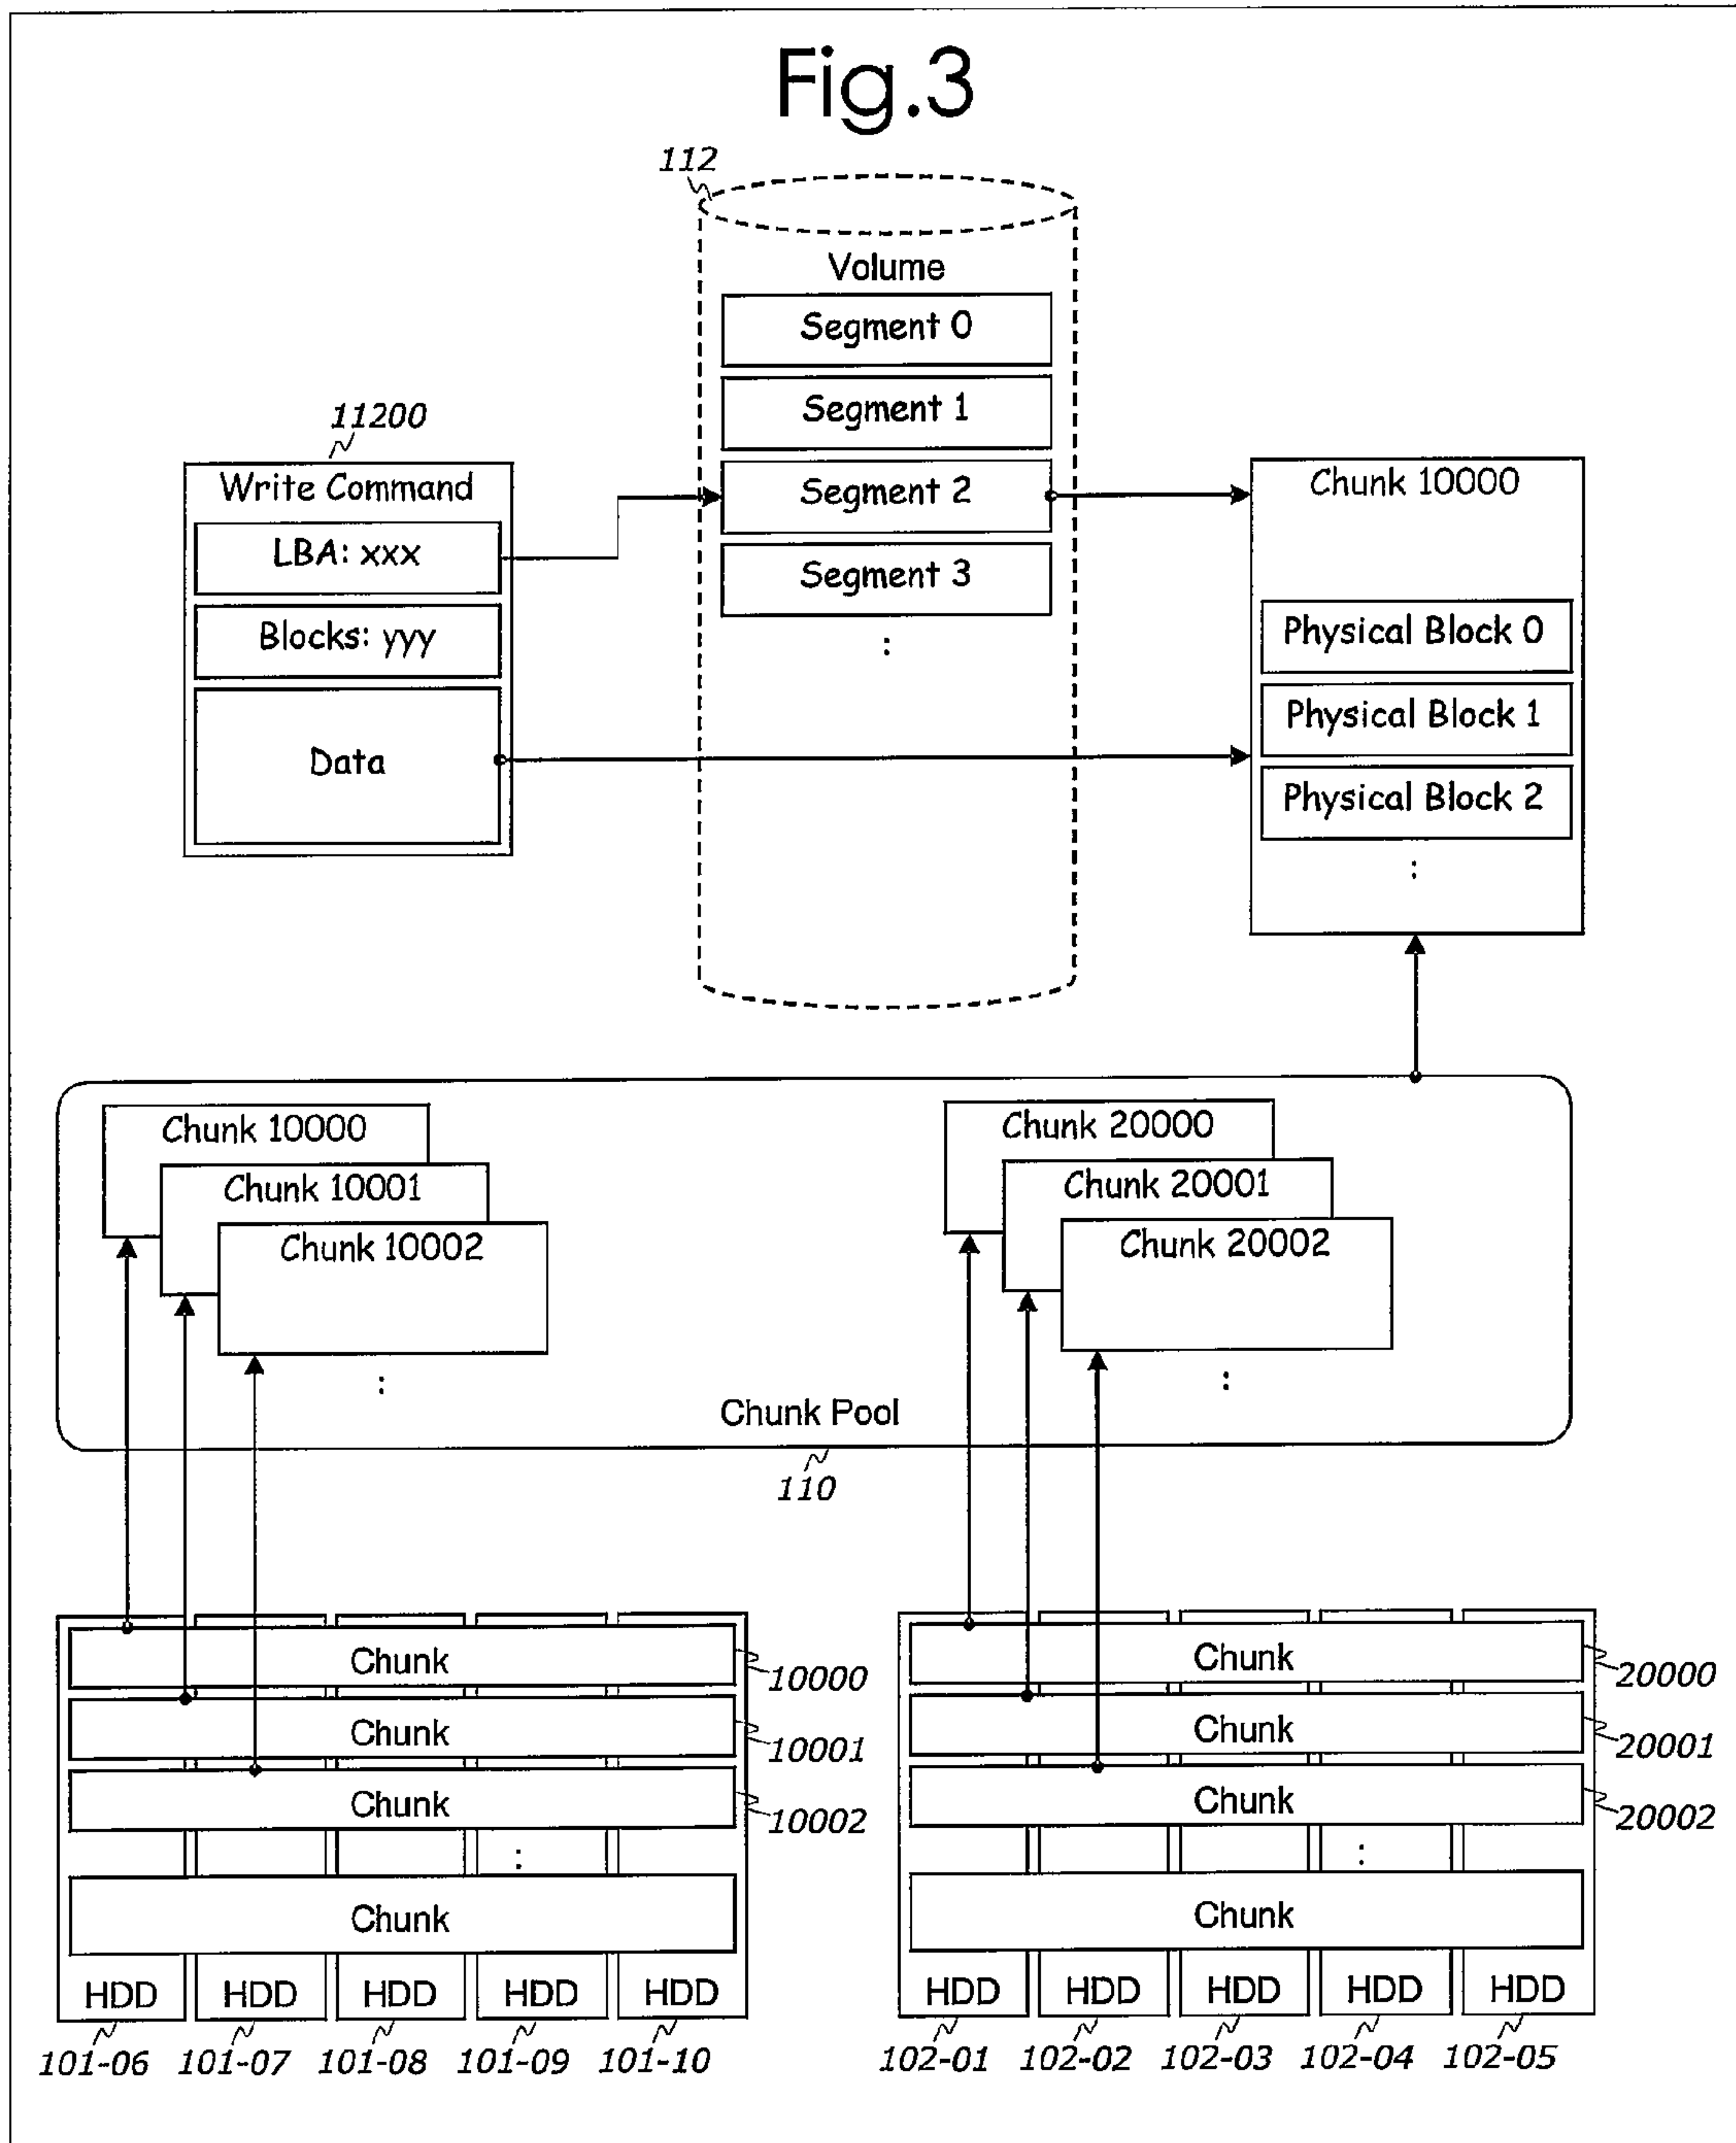 Fig.3
112
Volume
Segment 0
Segment 1
Segment 2
Segment 3
:
11200
Write Command
LBA: xxx
Blocks: yyy
Data
Chunk 10000
Physical Block 0
Physical Block 1
Physical Block 2
:
Chunk 10000
Chunk 10001
Chunk 10002
:
Chunk 20000
Chunk 20001
Chunk 20002
:
Chunk Pool
110
Chunk
10000
Chunk
10001
Chunk
10002
:
Chunk
HDD HDD HDD HDD HDD
101-06 101-07 101-08 101-09 101-10
Chunk
20000
Chunk
20001
Chunk
20002
:
Chunk
HDD HDD HDD HDD HDD
102-01 102-02 102-03 102-04 102-05